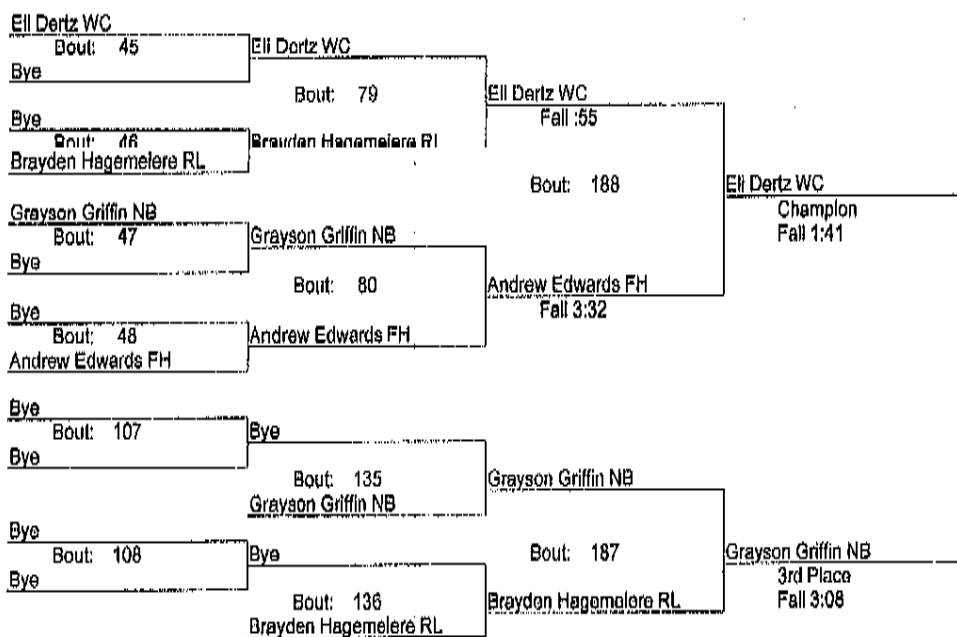 Eli Dertz WC
Bout: 45
Bye
Eli Dertz WC
Bout: 79
Bye
Bout: 46
Brayden Hagemeiere RL
Brayden Hagemeiere RL
Eli Dertz WC
Fall :55
Grayson Griffin NB
Bout: 47
Bye
Grayson Griffin NB
Bout: 80
Bye
Bout: 48
Andrew Edwards FH
Andrew Edwards FH
Andrew Edwards FH
Fall 3:32
Bout: 188
Eli Dertz WC
Champion
Fall 1:41
Bye
Bout: 107
Bye
Bye
Bout: 135
Grayson Griffin NB
Grayson Griffin NB
Bye
Bout: 108
Bye
Bye
Bout: 136
Brayden Hagemeiere RL
Brayden Hagemeiere RL
Bout: 187
Grayson Griffin NB
3rd Place
Fall 3:08